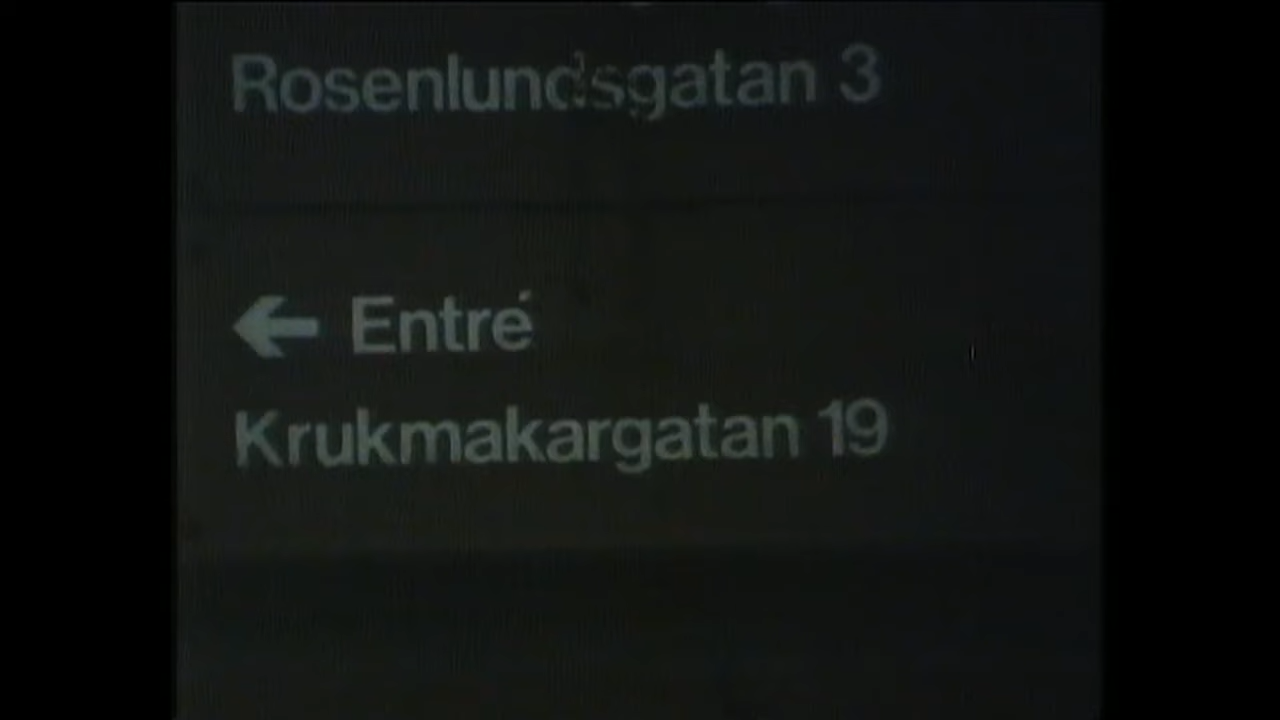 Rosenlundsgatan 3
← Entré
Krukmakargatan 19